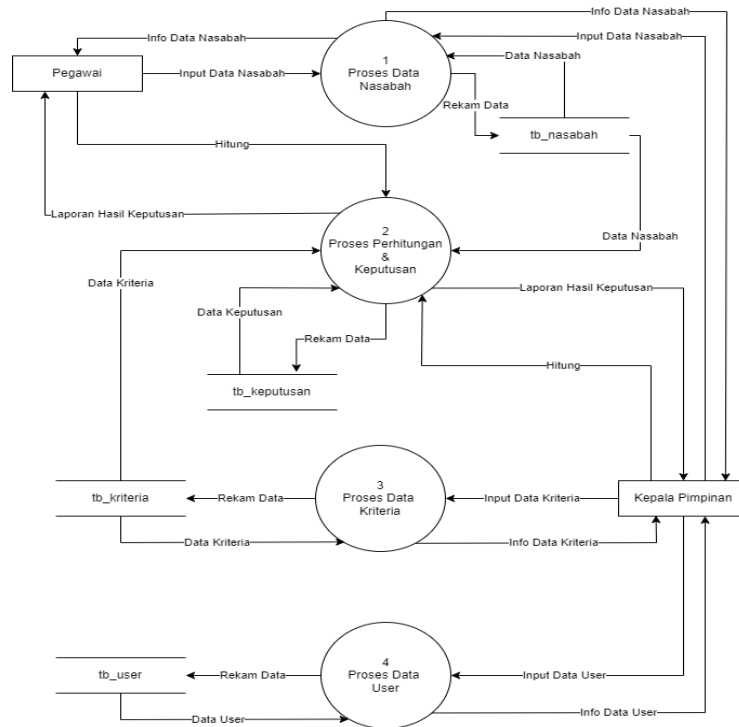 Info Data Nasabah
Info Data Nasabah
Input Data Nasabah
Data Nasabah
Pegawai
Input Data Nasabah
1
Proses Data
Nasabah
Rekam Data
tb_nasabah
Hitung
Laporan Hasil Keputusan
2
Proses Perhitungan
&
Keputusan
Data Nasabah
Data Kriteria
Data Keputusan
Laporan Hasil Keputusan
Rekam Data
Hitung
tb_keputusan
tb_kriteria
Rekam Data
3
Proses Data
Kriteria
Input Data Kriteria
Kepala Pimpinan
Data Kriteria
Info Data Kriteria
tb_user
Rekam Data
4
Proses Data
User
Input Data User
Data User
Info Data User